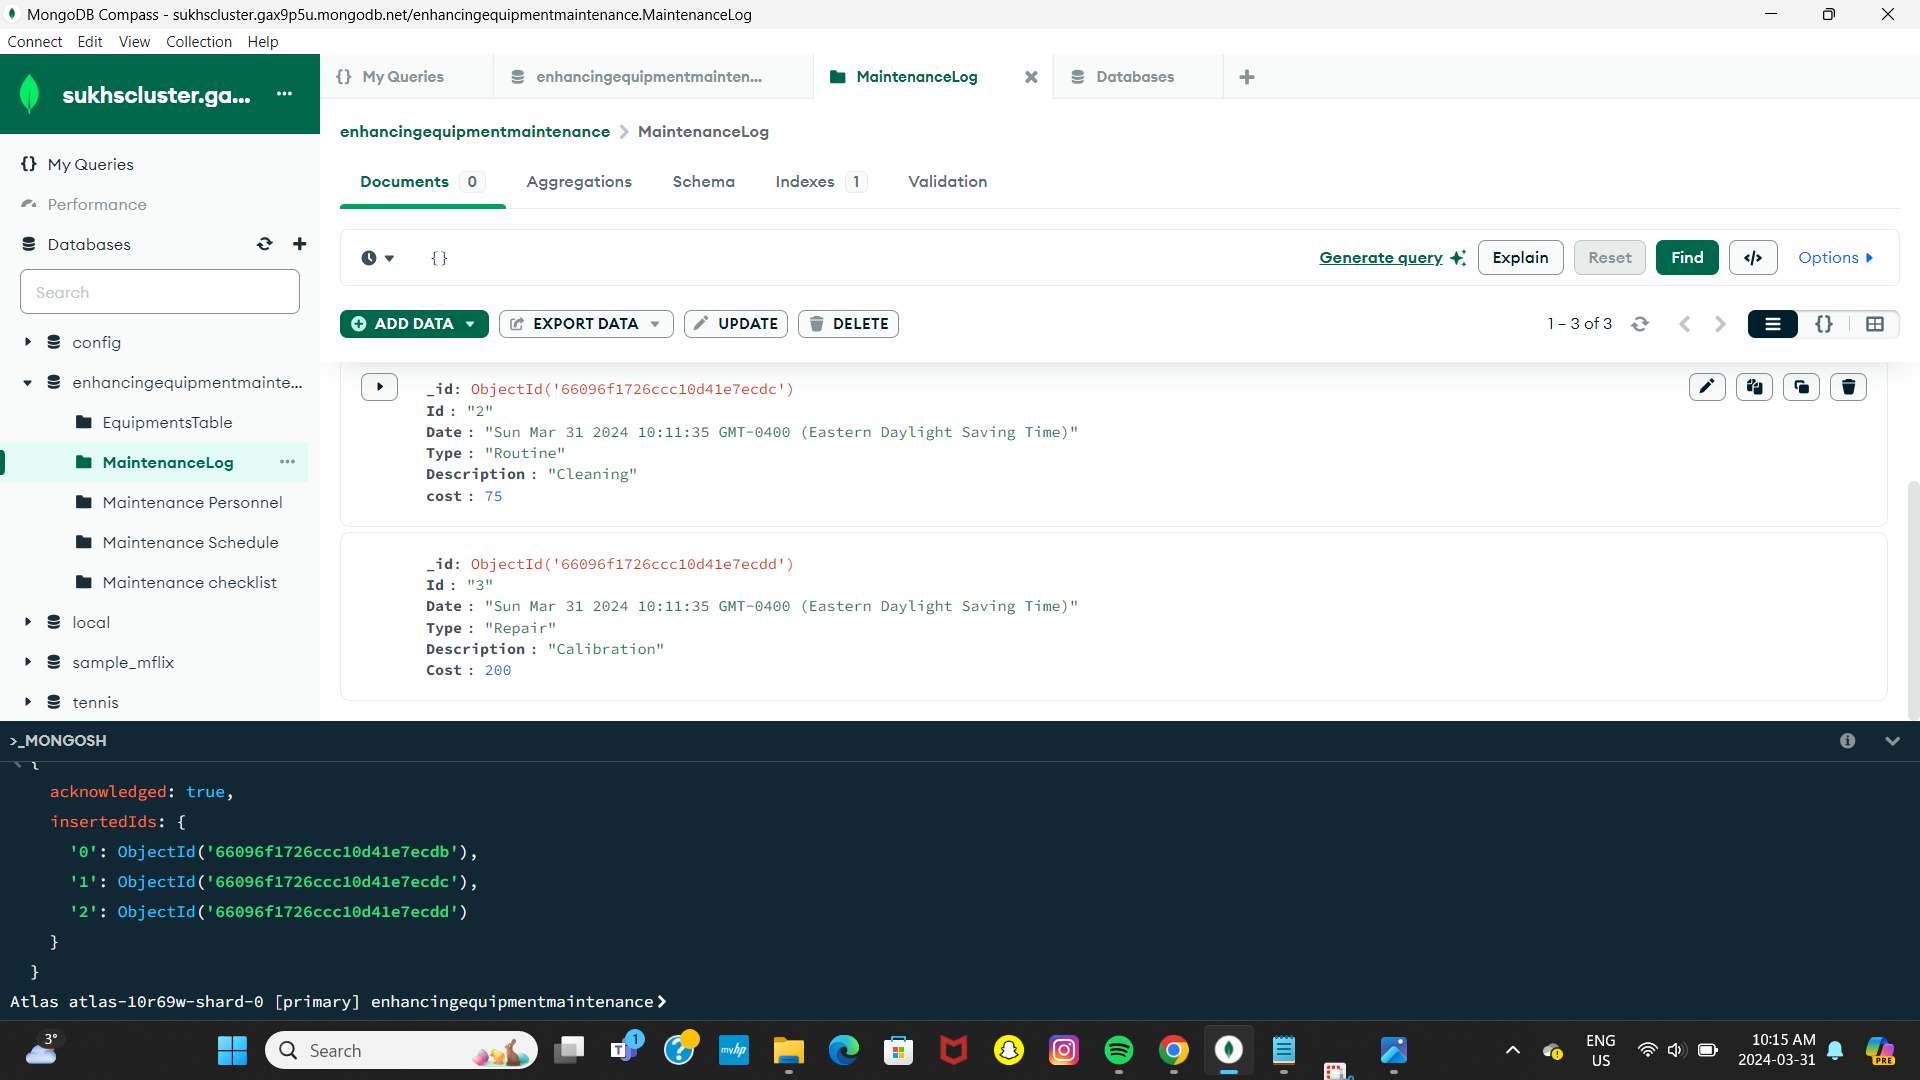 MongoDB Compass - sukhscluster.gax9p5u.mongodb.net/enhancingequipmentmaintenance.MaintenanceLog
Connect Edit View Collection Help
sukhscluster.ga...
{} My Queries
enhancingequipmentmainten...
MaintenanceLog
Databases
enhancingequipmentmaintenance > MaintenanceLog
My Queries
Performance
Databases
Search
config
enhancingequipmentmainte...
EquipmentsTable
MaintenanceLog
Maintenance Personnel
Maintenance Schedule
Maintenance checklist
local
sample_mflix
tennis
Documents 0 Aggregations Schema Indexes 1 Validation
{} Generate query Explain Reset Find </> Options
ADD DATA EXPORT DATA UPDATE DELETE 1 – 3 of 3 {}
_id: ObjectId('66096f1726ccc10d41e7ecdc')
Id : "2"
Date : "Sun Mar 31 2024 10:11:35 GMT-0400 (Eastern Daylight Saving Time)"
Type : "Routine"
Description : "Cleaning"
cost : 75
_id: ObjectId('66096f1726ccc10d41e7ecdd')
Id : "3"
Date : "Sun Mar 31 2024 10:11:35 GMT-0400 (Eastern Daylight Saving Time)"
Type : "Repair"
Description : "Calibration"
Cost : 200
>_MONGOSH
{
acknowledged: true,
insertedIds: {
'0': ObjectId('66096f1726ccc10d41e7ecdb'),
'1': ObjectId('66096f1726ccc10d41e7ecdc'),
'2': ObjectId('66096f1726ccc10d41e7ecdd')
}
}
Atlas atlas-10r69w-shard-0 [primary] enhancingequipmentmaintenance>
3°
Search
1
myhp
ENG
US
10:15 AM
2024-03-31
PRE